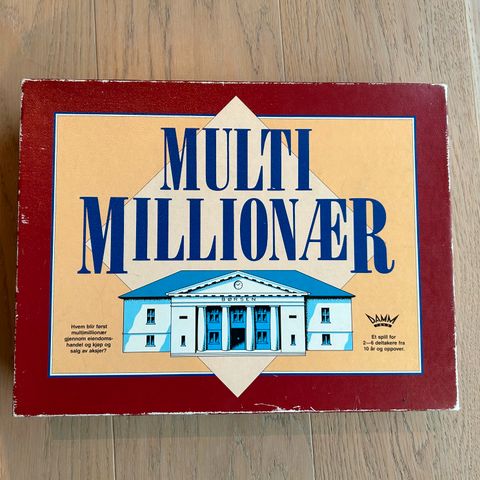 MULTI
MILLIONÆR
BØRSEN
Hvem blir først
multimillionær
gjennom eiendoms-
handel og kjøp og
salg av aksjer?
DAMM
Et spill for
2—6 deltakere fra
10 år og oppover.